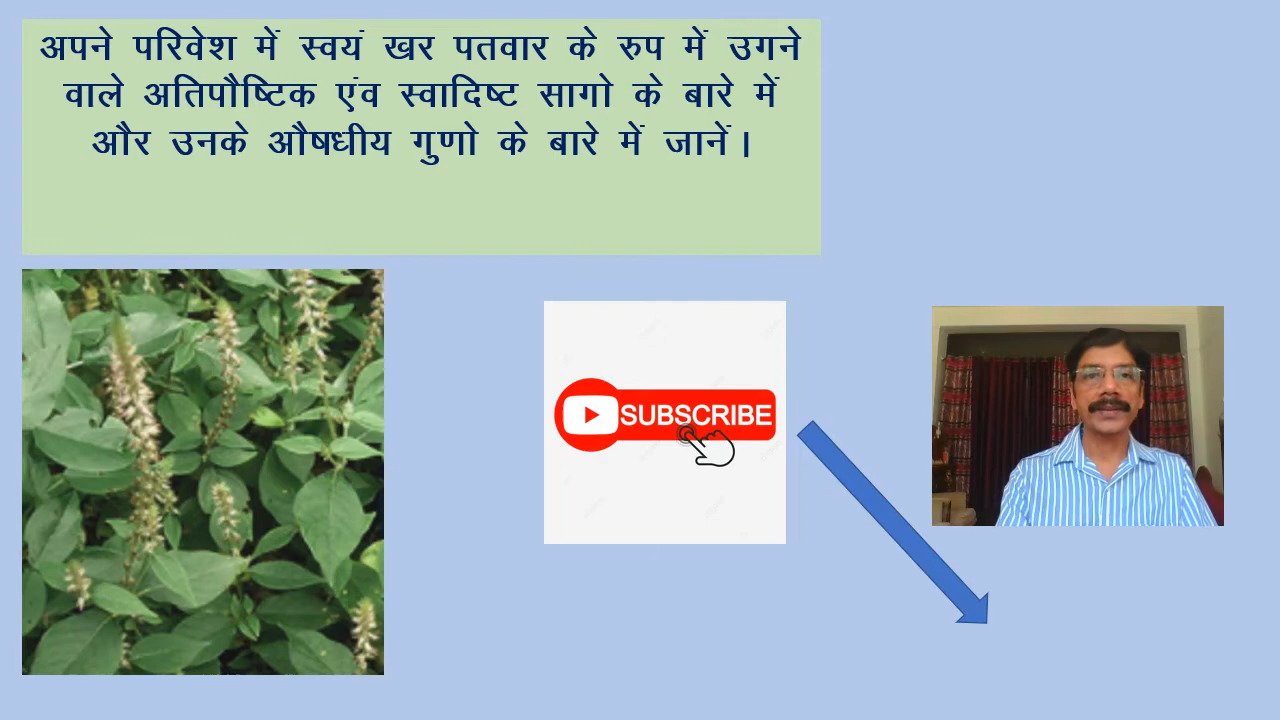 अपने परिवेश में स्वयं खर पतवार के रुप में उगने
वाले अतिपौष्टिक एंव स्वादिष्ट सागो के बारे में
और उनके औषधीय गुणो के बारे में जानें।
SUBSCRIBE